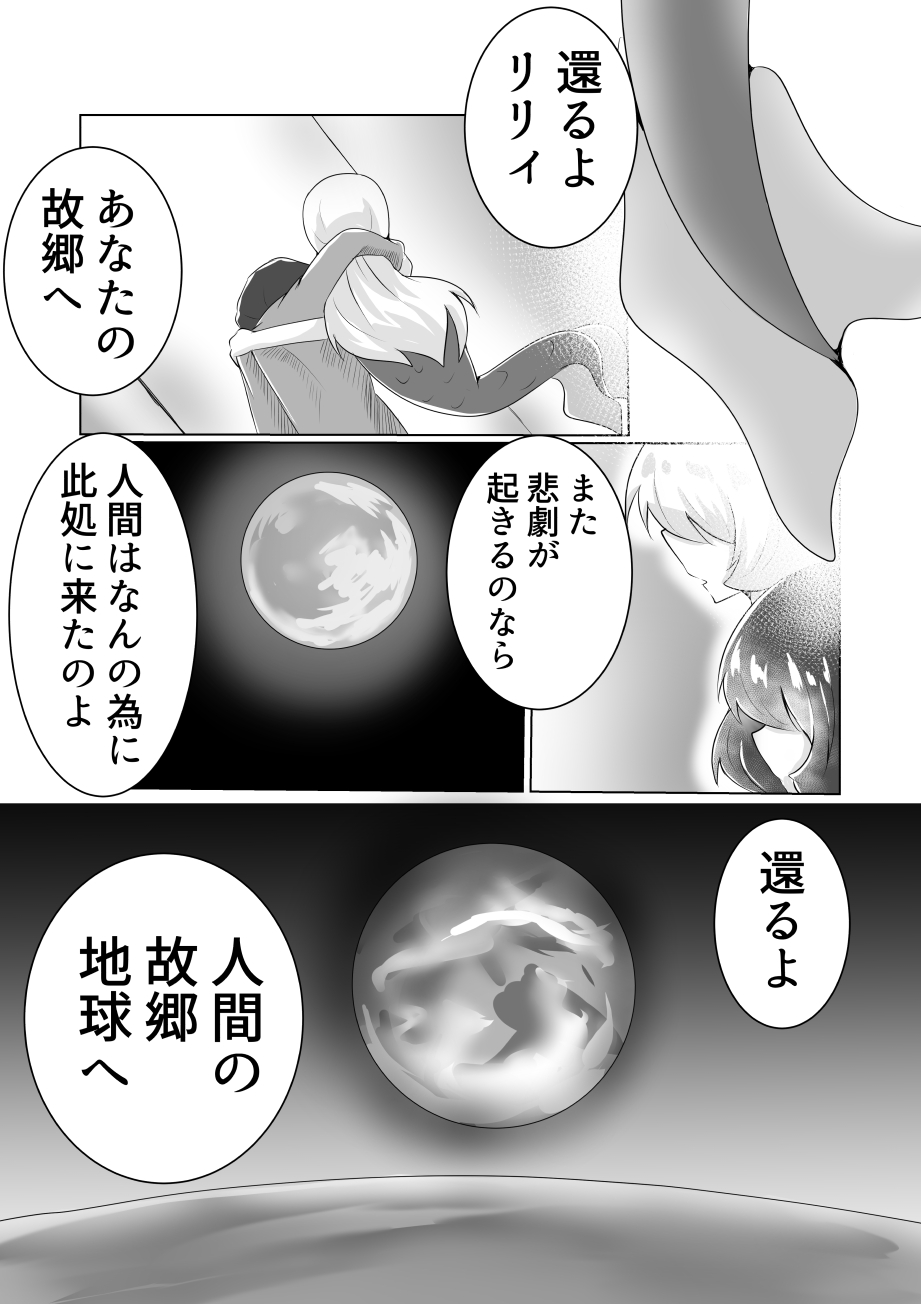 還るよ
リリィ
あなたの
故郷へ
また
悲劇が
起きるのなら
人間はなんの為に
此処に来たのよ
還るよ
人間の
故郷
地球へ